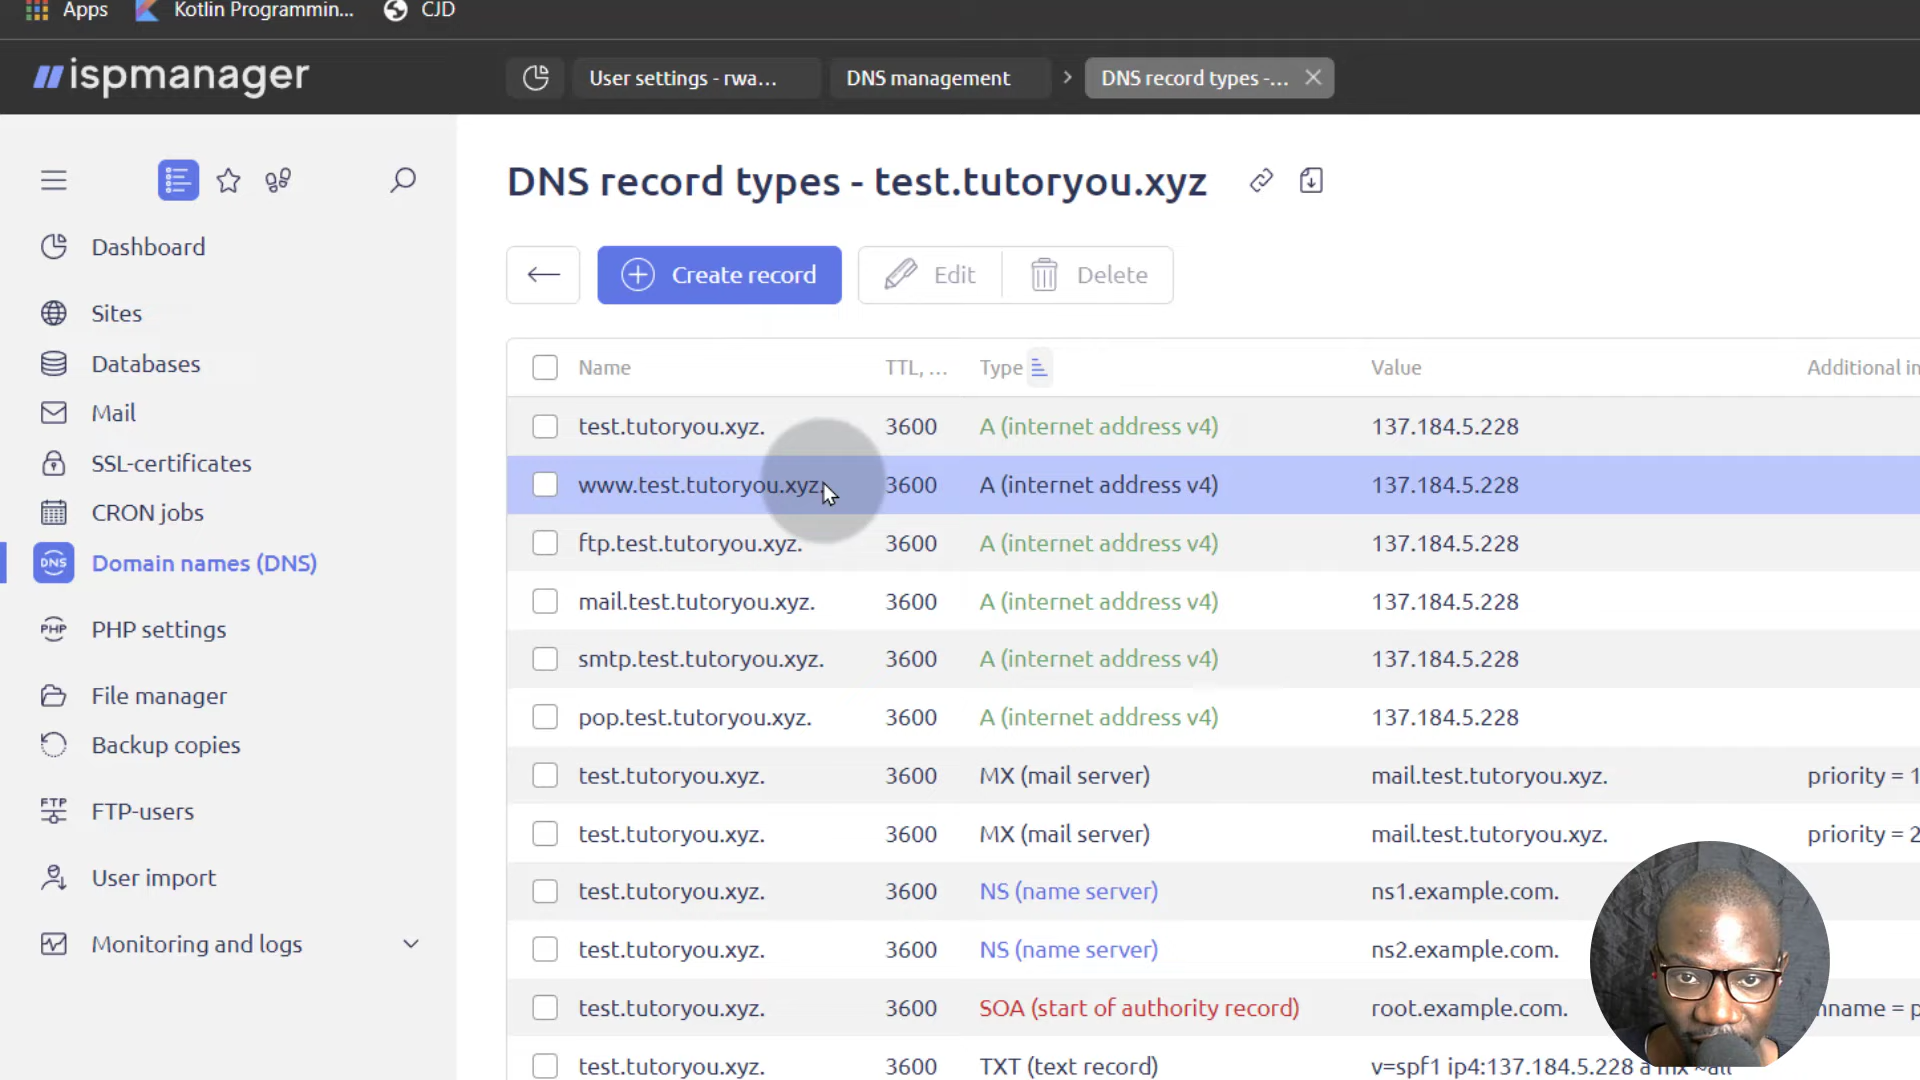 Apps
Kotlin Programmin...
CJD
ispmanager
User settings - rwa...
DNS management
DNS record types -...
DNS record types - test.tutoryou.xyz
Create record
Edit
Delete
Dashboard
Sites
Databases
Mail
SSL-certificates
CRON jobs
DNS
Domain names (DNS)
PHP
PHP settings
File manager
Backup copies
FTP
FTP-users
User import
Monitoring and logs
Name TTL, ... Type Value Additional in
test.tutoryou.xyz. 3600 A (internet address v4) 137.184.5.228
www.test.tutoryou.xyz. 3600 A (internet address v4) 137.184.5.228
ftp.test.tutoryou.xyz. 3600 A (internet address v4) 137.184.5.228
mail.test.tutoryou.xyz. 3600 A (internet address v4) 137.184.5.228
smtp.test.tutoryou.xyz. 3600 A (internet address v4) 137.184.5.228
pop.test.tutoryou.xyz. 3600 A (internet address v4) 137.184.5.228
test.tutoryou.xyz. 3600 MX (mail server) mail.test.tutoryou.xyz. priority = 1
test.tutoryou.xyz. 3600 MX (mail server) mail.test.tutoryou.xyz. priority = 2
test.tutoryou.xyz. 3600 NS (name server) ns1.example.com.
test.tutoryou.xyz. 3600 NS (name server) ns2.example.com.
test.tutoryou.xyz. 3600 SOA (start of authority record) root.example.com. name = p
test.tutoryou.xyz. 3600 TXT (text record) v=spf1 ip4:137.184.5.228 a mx ~all